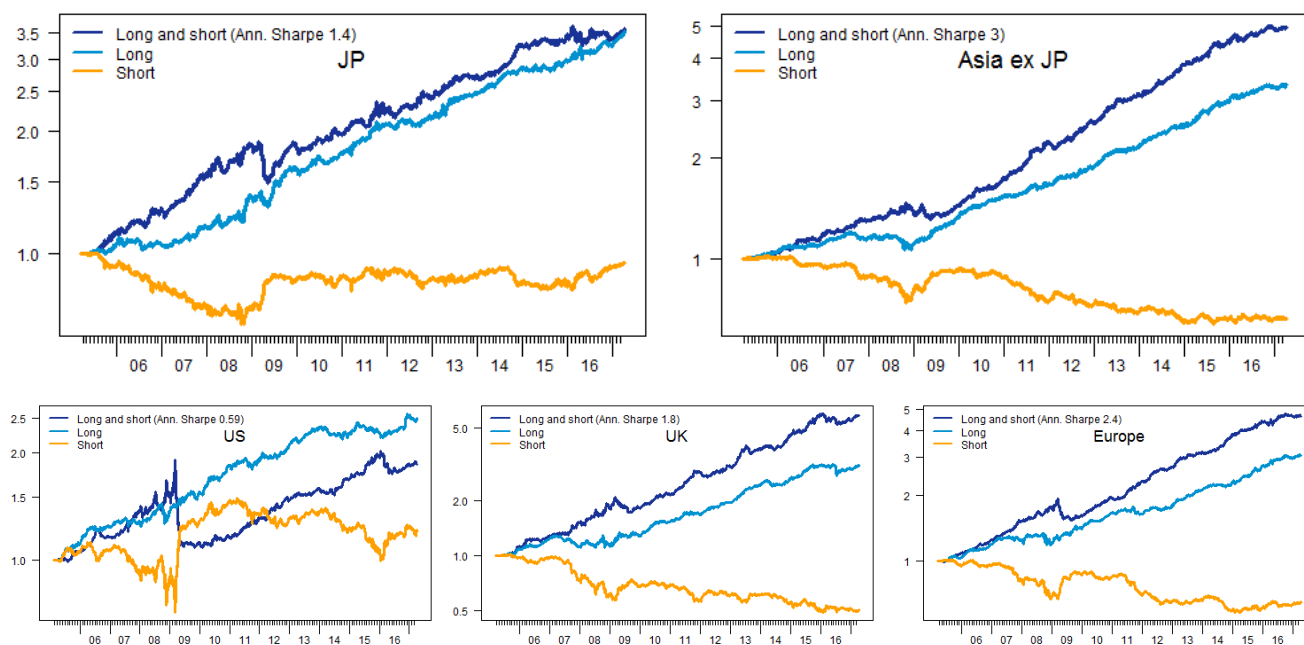 Long and short (Ann. Sharpe 1.4)
Long
Short
JP
3.5
3.0
2.5
2.0
1.5
1.0
06 07 08 09 10 11 12 13 14 15 16
Long and short (Ann. Sharpe 3)
Long
Short
Asia ex JP
5
4
3
2
1
06 07 08 09 10 11 12 13 14 15 16
Long and short (Ann. Sharpe 0.59)
Long
Short
US
2.5
2.0
1.5
1.0
06 07 08 09 10 11 12 13 14 15 16
Long and short (Ann. Sharpe 1.8)
Long
Short
UK
5.0
2.0
1.0
0.5
06 07 08 09 10 11 12 13 14 15 16
Long and short (Ann. Sharpe 2.4)
Long
Short
Europe
5
4
3
2
1
06 07 08 09 10 11 12 13 14 15 16